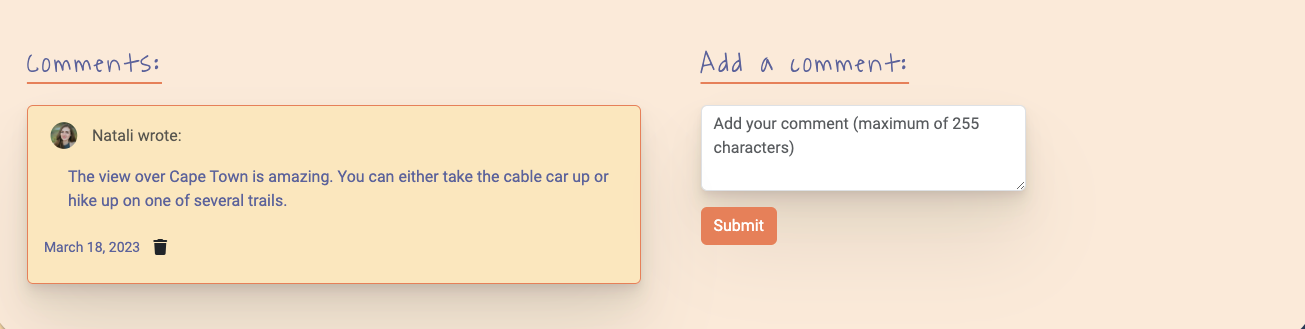 Comments:
Natali wrote:
The view over Cape Town is amazing. You can either take the cable car up or
hike up on one of several trails.
March 18, 2023
Add a comment:
Add your comment (maximum of 255
characters)
Submit